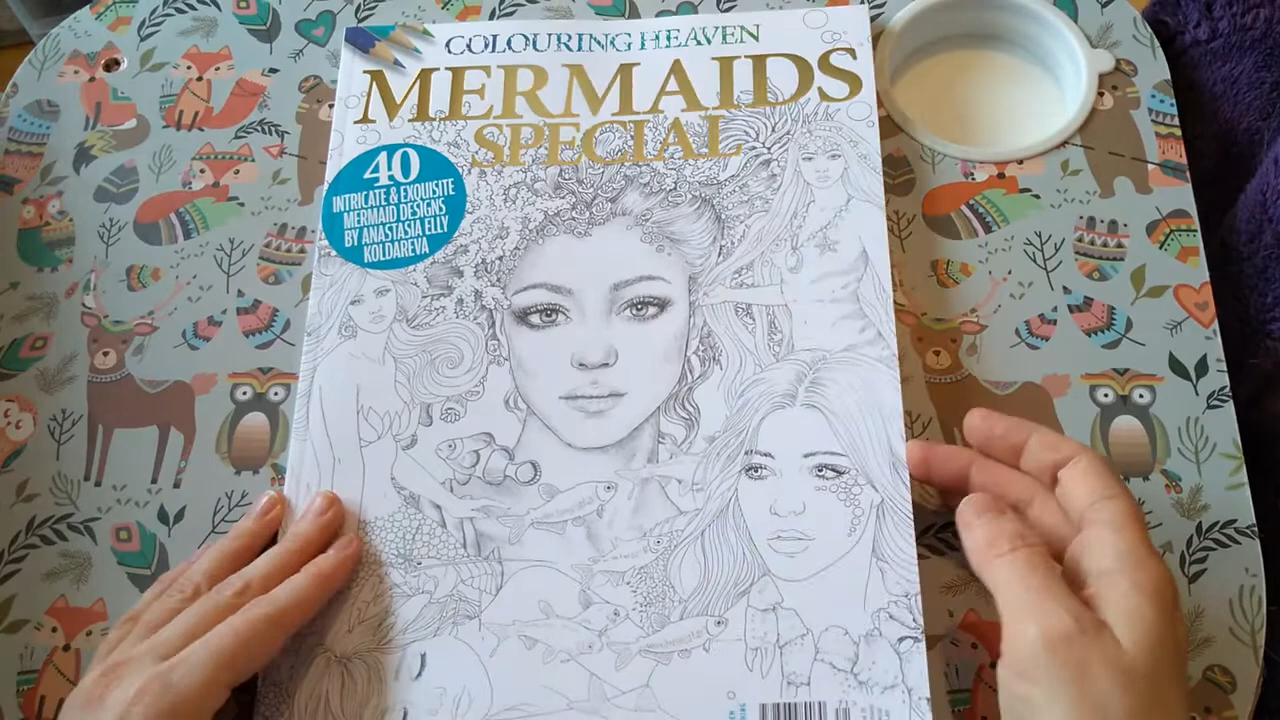 COLOURING HEAVEN
MERMAIDS
SPECIAL
40
INTRICATE & EXQUISITE
MERMAID DESIGNS
BY ANASTASIA ELLY
KOLDAREVA